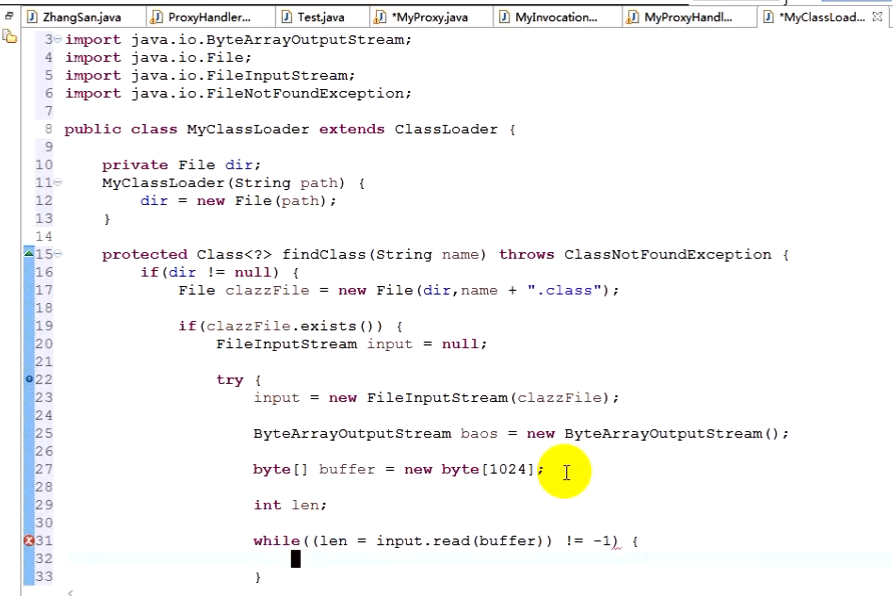 ZhangSan.java ProxyHandler... Test.java *MyProxy.java MyInvocation... MyProxyHandl... *MyClassLoad...
3 import java.io.ByteArrayOutputStream;
4 import java.io.File;
5 import java.io.FileInputStream;
6 import java.io.FileNotFoundException;
7
8 public class MyClassLoader extends ClassLoader {
9
10 private File dir;
11 MyClassLoader(String path) {
12 dir = new File(path);
13 }
14
15 protected Class<?> findClass(String name) throws ClassNotFoundException {
16 if(dir != null) {
17 File clazzFile = new File(dir,name + ".class");
18
19 if(clazzFile.exists()) {
20 FileInputStream input = null;
21
22 try {
23 input = new FileInputStream(clazzFile);
24
25 ByteArrayOutputStream baos = new ByteArrayOutputStream();
26
27 byte[] buffer = new byte[1024];
28
29 int len;
30
31 while((len = input.read(buffer)) != -1) {
32
33 }